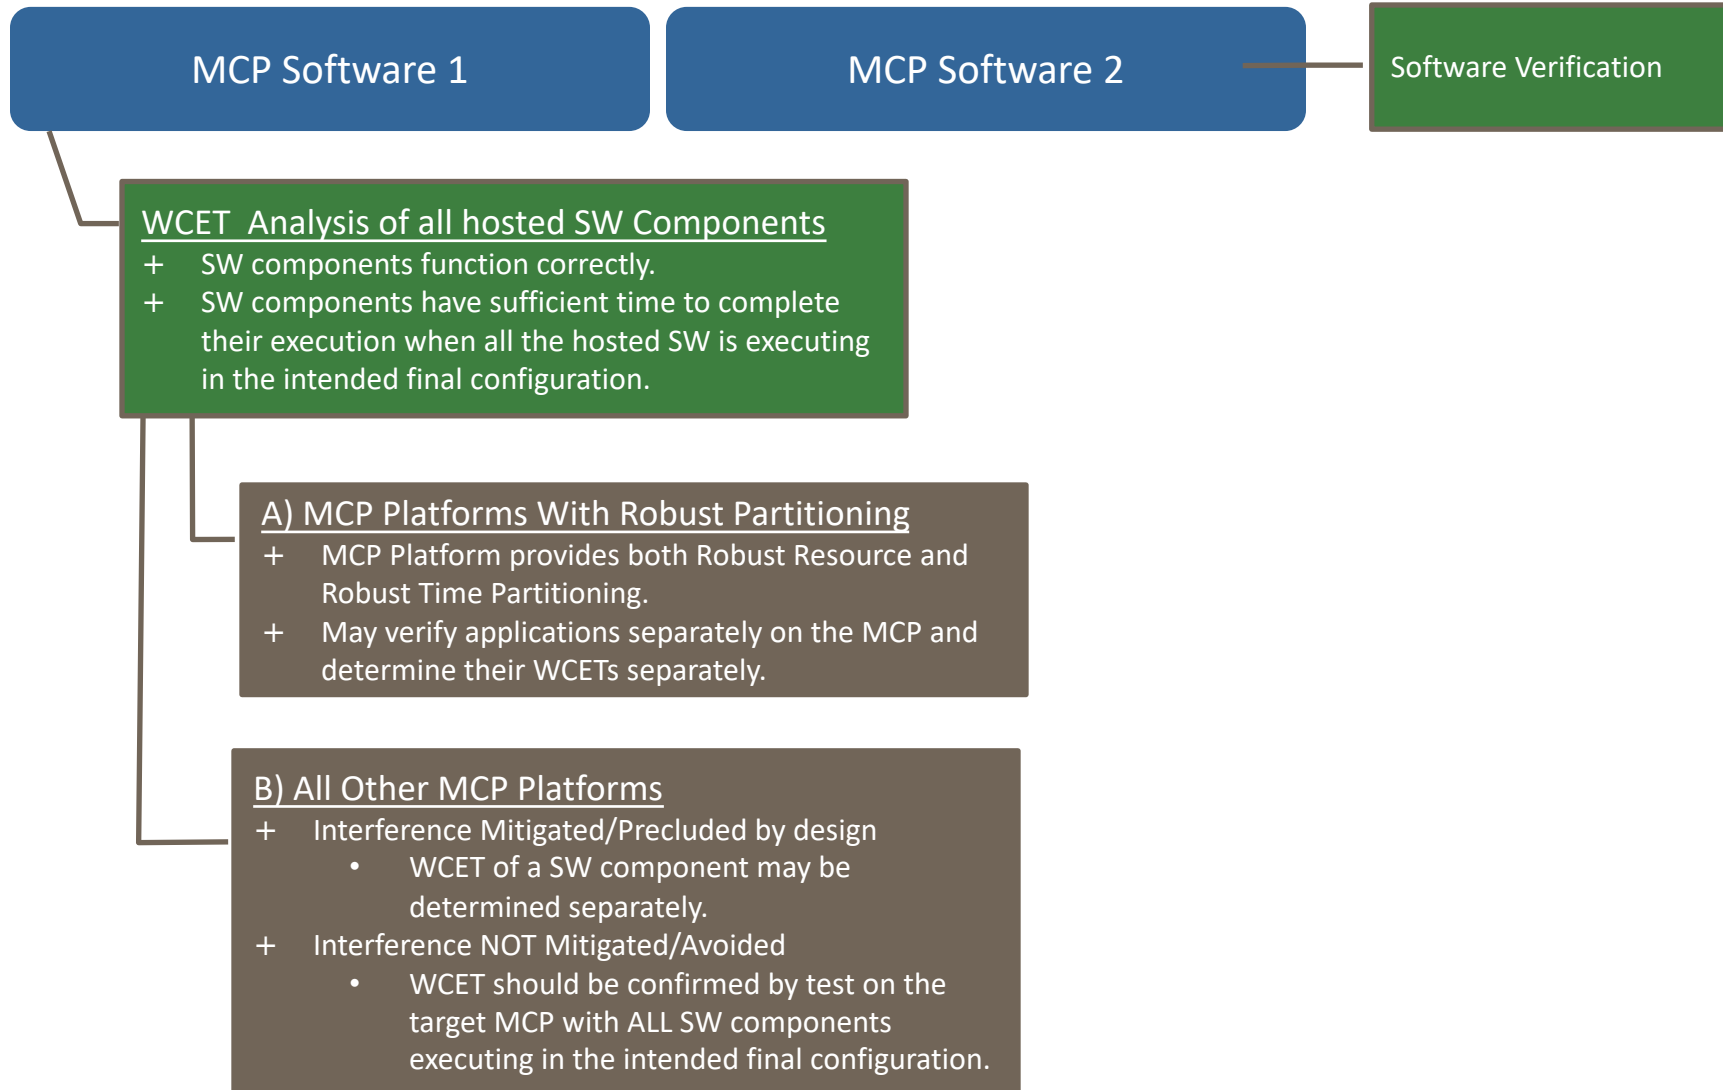 MCP Software 1
MCP Software 2
Software Verification
WCET Analysis of all hosted SW Components
+ SW components function correctly.
+ SW components have sufficient time to complete
their execution when all the hosted SW is executing
in the intended final configuration.
A) MCP Platforms With Robust Partitioning
+ MCP Platform provides both Robust Resource and
Robust Time Partitioning.
+ May verify applications separately on the MCP and
determine their WCETs separately.
B) All Other MCP Platforms
+ Interference Mitigated/Precluded by design
• WCET of a SW component may be
determined separately.
+ Interference NOT Mitigated/Avoided
• WCET should be confirmed by test on the
target MCP with ALL SW components
executing in the intended final configuration.